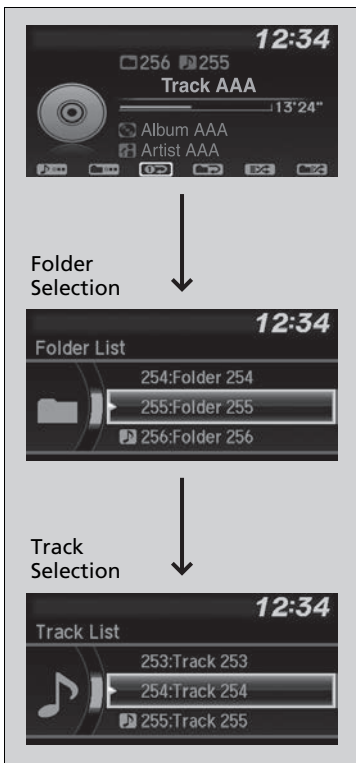 12:34
256 255
Track AAA
13'24"
Album AAA
Artist AAA
Folder
Selection
12:34
Folder List
254:Folder 254
255:Folder 255
256:Folder 256
Track
Selection
12:34
Track List
253:Track 253
254:Track 254
255:Track 255